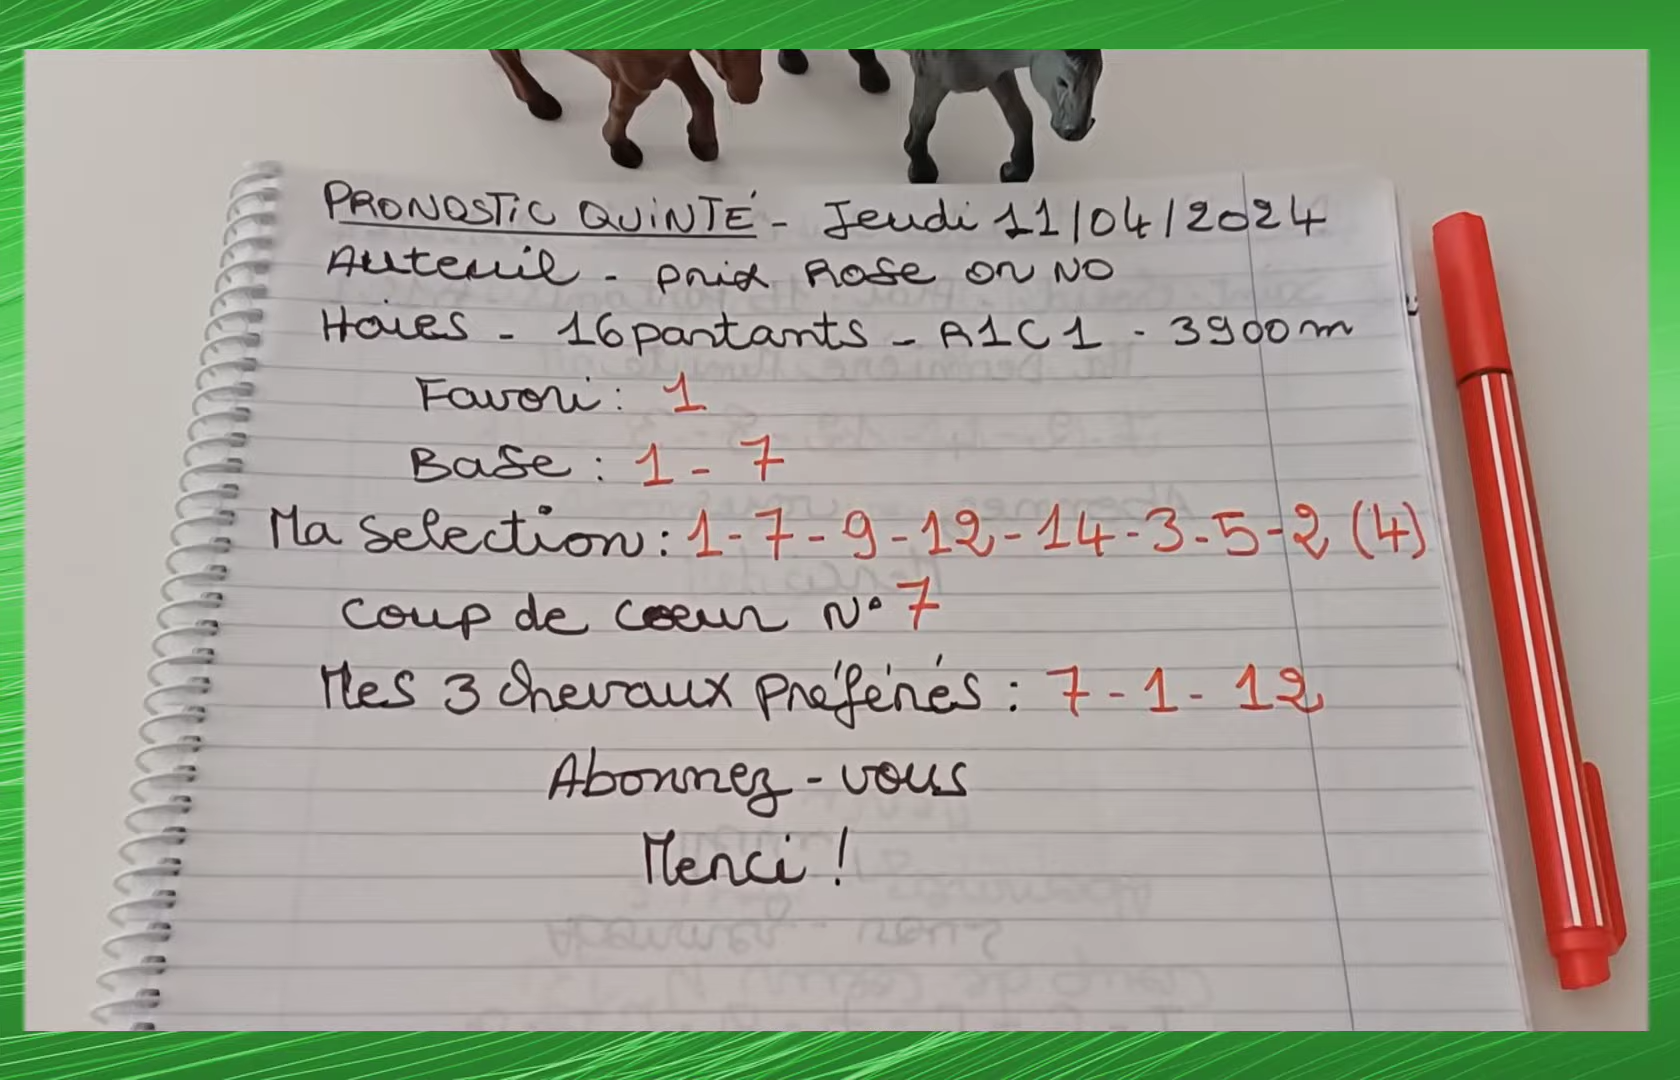 PRONOSTIC QUINTÉ - Jeudi 11/04/2024
Auteuil - prix Rose or No
Haies - 16 partants - A1C1 - 3900m
Favori : 1
Base : 1 - 7
Ma selection : 1 - 7 - 9 - 12 - 14 - 3 - 5 - 2 (4)
Coup de coeur N° 7
Mes 3 chevaux préférés : 7 - 1 - 12
Abonnez-vous
Merci !